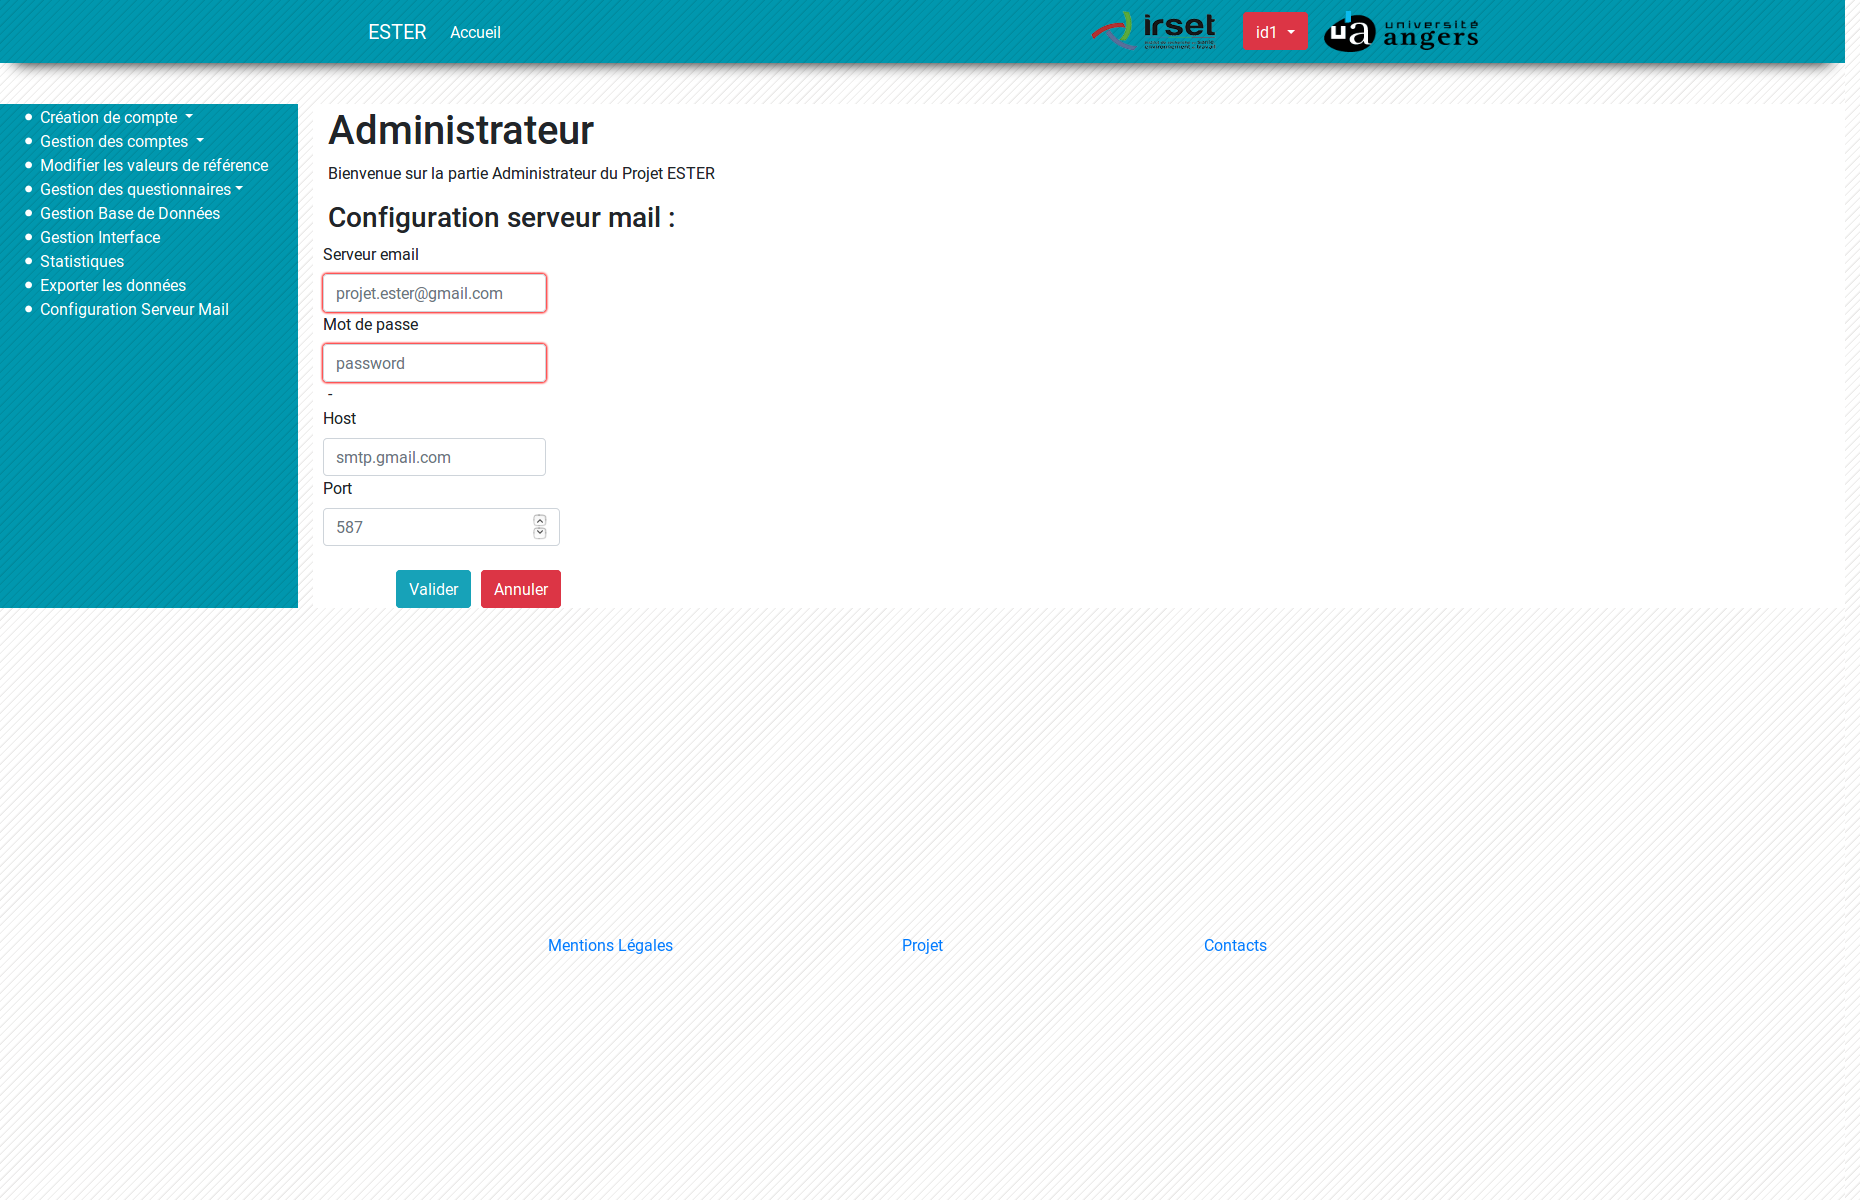 ESTER Accueil irset id1 université angers
Création de compte
Gestion des comptes
Modifier les valeurs de référence
Gestion des questionnaires
Gestion Base de Données
Gestion Interface
Statistiques
Exporter les données
Configuration Serveur Mail
Administrateur
Bienvenue sur la partie Administrateur du Projet ESTER
Configuration serveur mail :
Serveur email
projet.ester@gmail.com
Mot de passe
password
-
Host
smtp.gmail.com
Port
587
Valider Annuler
Mentions Légales Projet Contacts